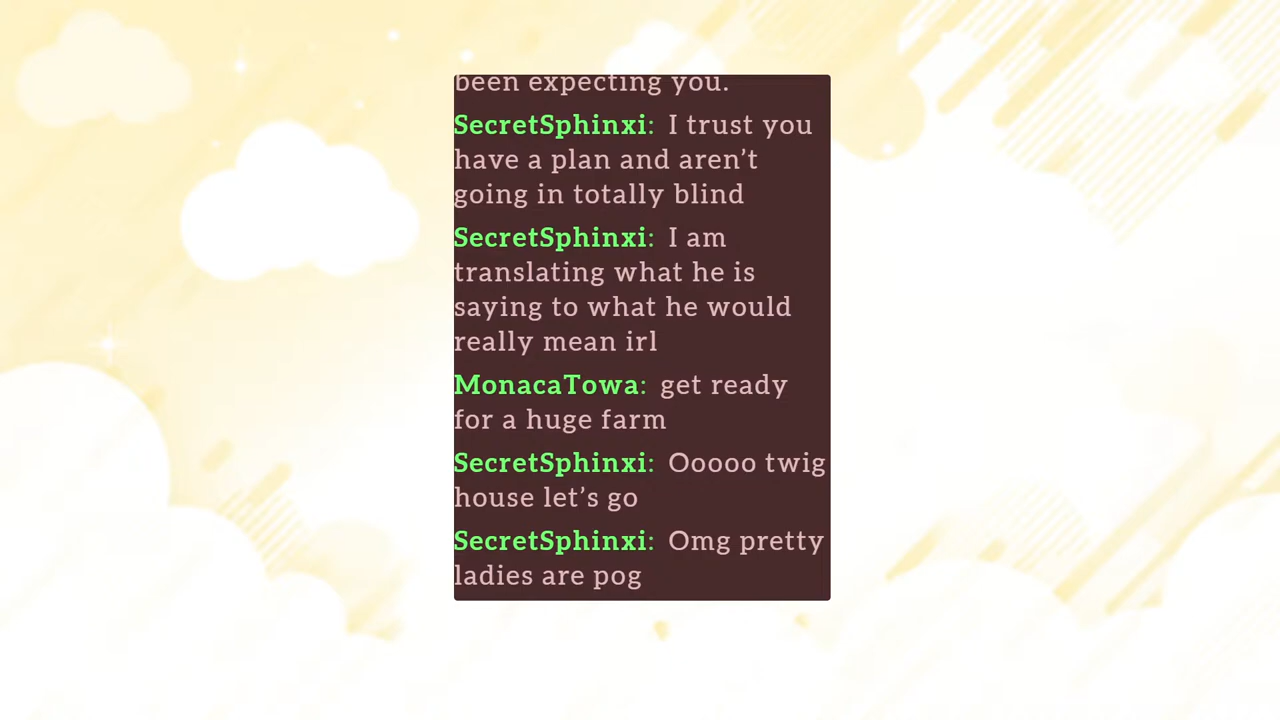 been expecting you.
SecretSphinxi: I trust you
have a plan and aren’t
going in totally blind
SecretSphinxi: I am
translating what he is
saying to what he would
really mean irl
MonacaTowa: get ready
for a huge farm
SecretSphinxi: Ooooo twig
house let’s go
SecretSphinxi: Omg pretty
ladies are pog